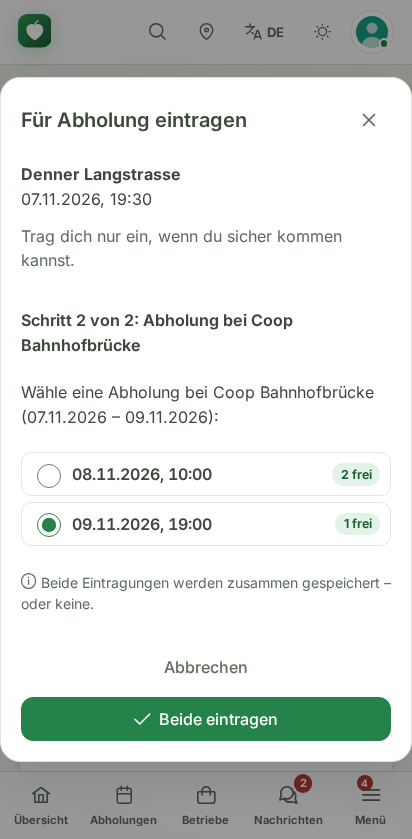 DE
Für Abholung eintragen
Denner Langstrasse
07.11.2026, 19:30
Trag dich nur ein, wenn du sicher kommen
kannst.
Schritt 2 von 2: Abholung bei Coop
Bahnhofbrücke
Wähle eine Abholung bei Coop Bahnhofbrücke
(07.11.2026 – 09.11.2026):
08.11.2026, 10:00 2 frei
09.11.2026, 19:00 1 frei
Beide Eintragungen werden zusammen gespeichert –
oder keine.
Abbrechen
Beide eintragen
2 4
Übersicht Abholungen Betriebe Nachrichten Menü